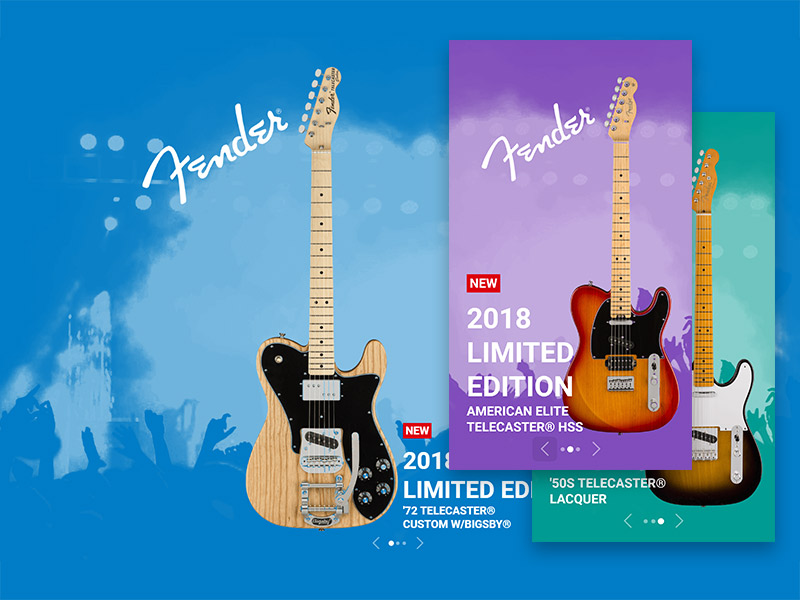 Fender
NEW
2018
LIMITED EDI
'72 TELECASTER®
CUSTOM W/BIGSBY®
Fender
NEW
2018
LIMITED
EDITION
AMERICAN ELITE
TELECASTER® HSS
'50S TELECASTER®
LACQUER